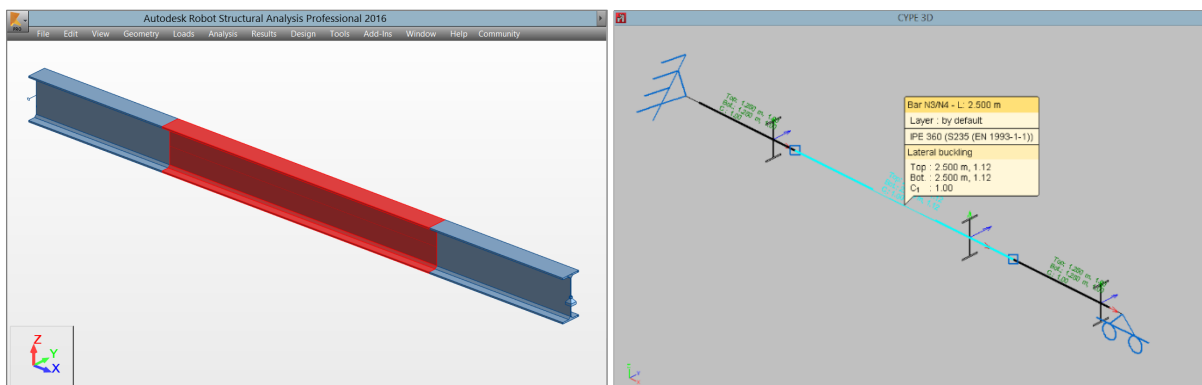 Autodesk Robot Structural Analysis Professional 2016
PRO
File Edit View Geometry Loads Analysis Results Design Tools Add-Ins Window Help Community
Z
Y
X
CYPE 3D
Bar N3/N4 - L: 2.500 m
Layer : by default
IPE 360 (S235 (EN 1993-1-1))
Lateral buckling
Top : 2.500 m, 1.12
Bot. : 2.500 m, 1.12
C₁ : 1.00